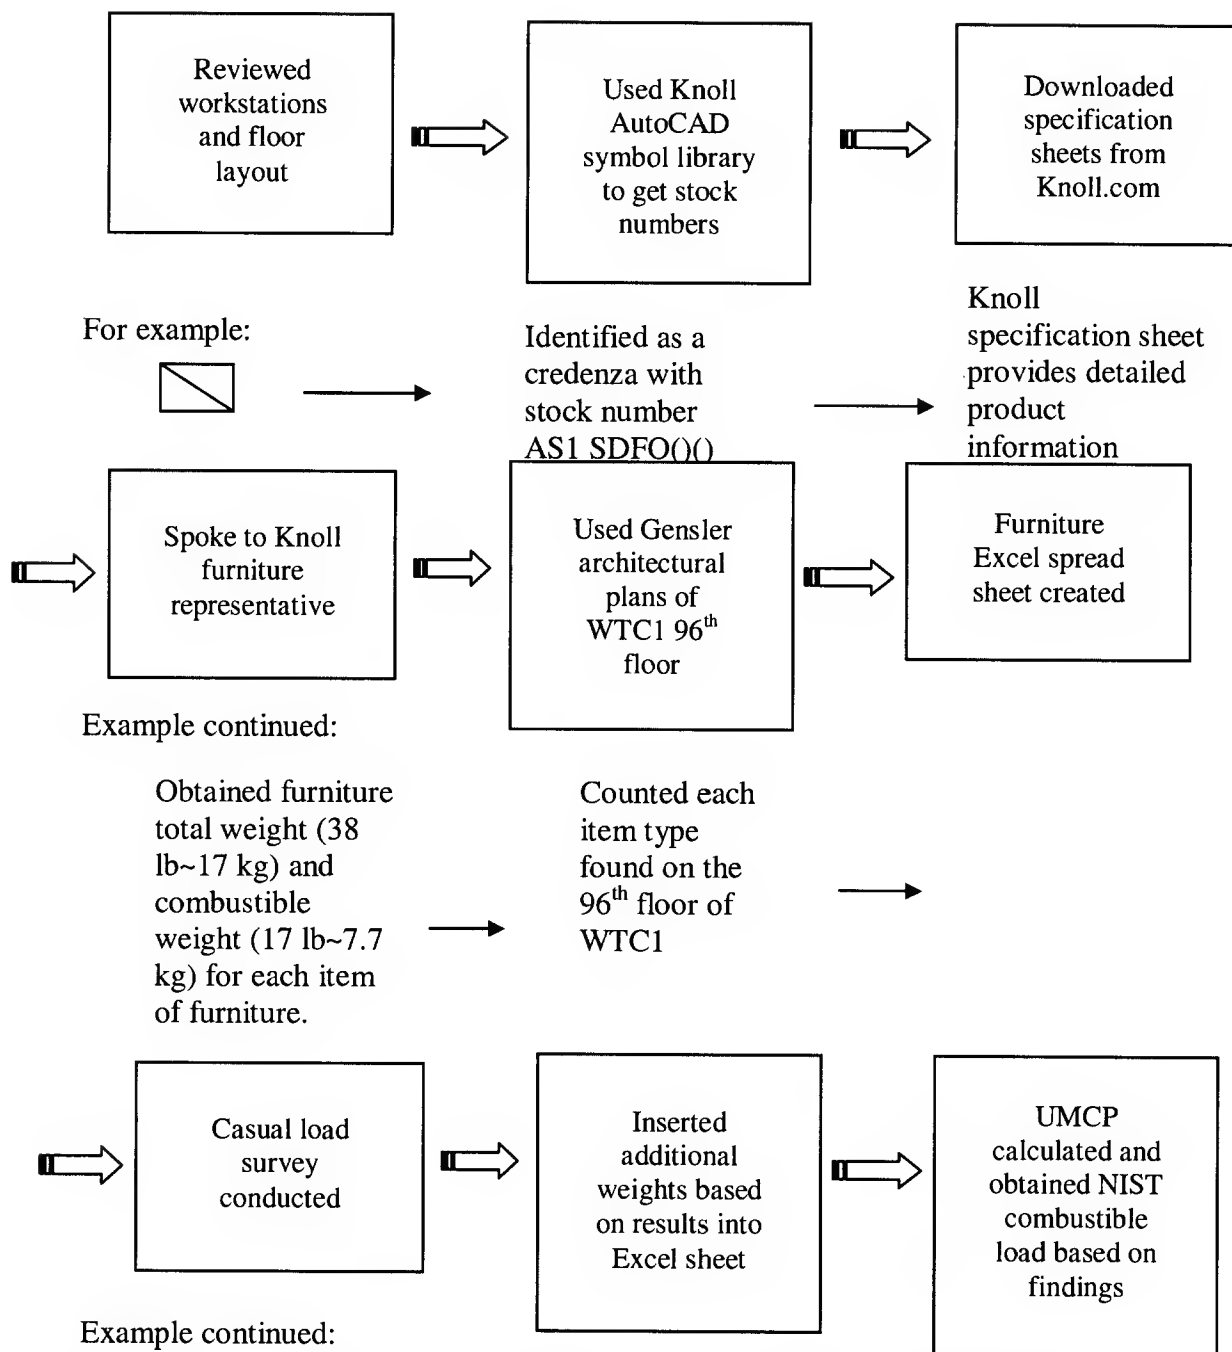 Reviewed
workstations
and floor
layout
Used Knoll
AutoCAD
symbol library
to get stock
numbers
Downloaded
specification
sheets from
Knoll.com
For example:
Identified as a
credenza with
stock number
AS1 SDFO()()
Knoll
specification sheet
provides detailed
product
information
Spoke to Knoll
furniture
representative
Used Gensler
architectural
plans of
WTC1 96th
floor
Furniture
Excel spread
sheet created
Example continued:
Obtained furniture
total weight (38
lb~17 kg) and
combustible
weight (17 lb~7.7
kg) for each item
of furniture.
Counted each
item type
found on the
96th floor of
WTC1
Casual load
survey
conducted
Inserted
additional
weights based
on results into
Excel sheet
UMCP
calculated and
obtained NIST
combustible
load based on
findings
Example continued: